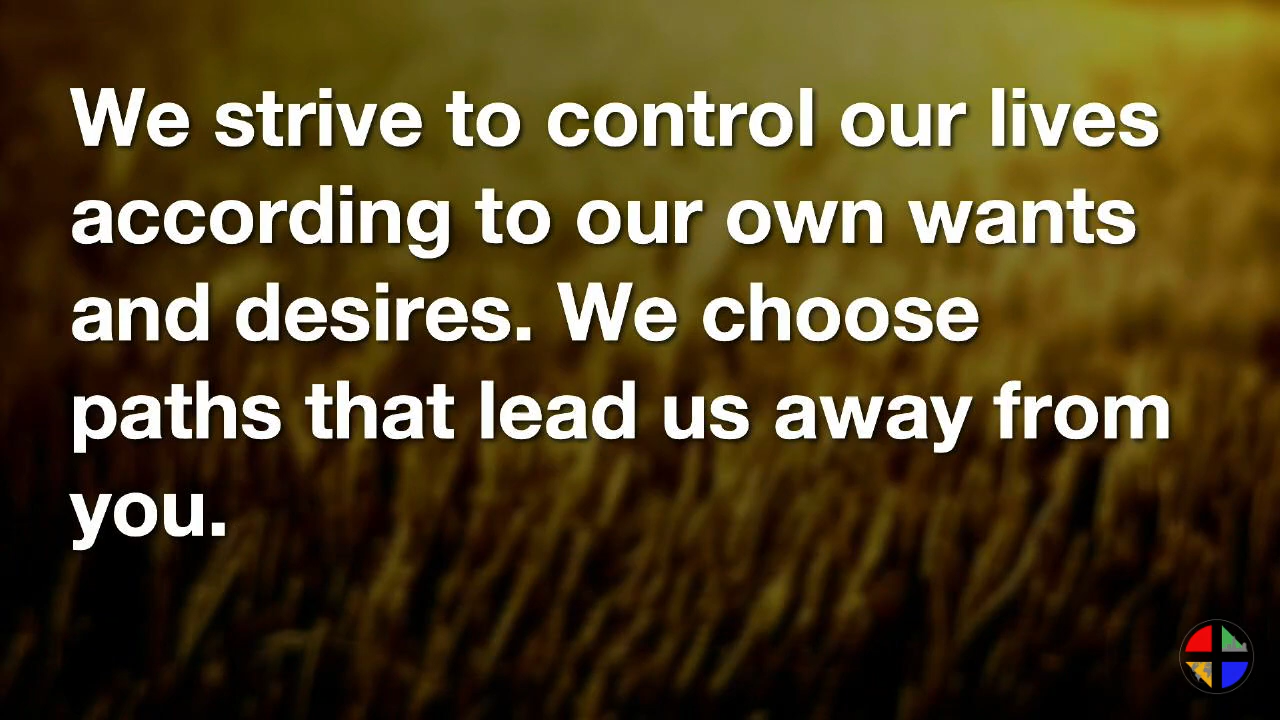 We strive to control our lives
according to our own wants
and desires. We choose
paths that lead us away from
you.